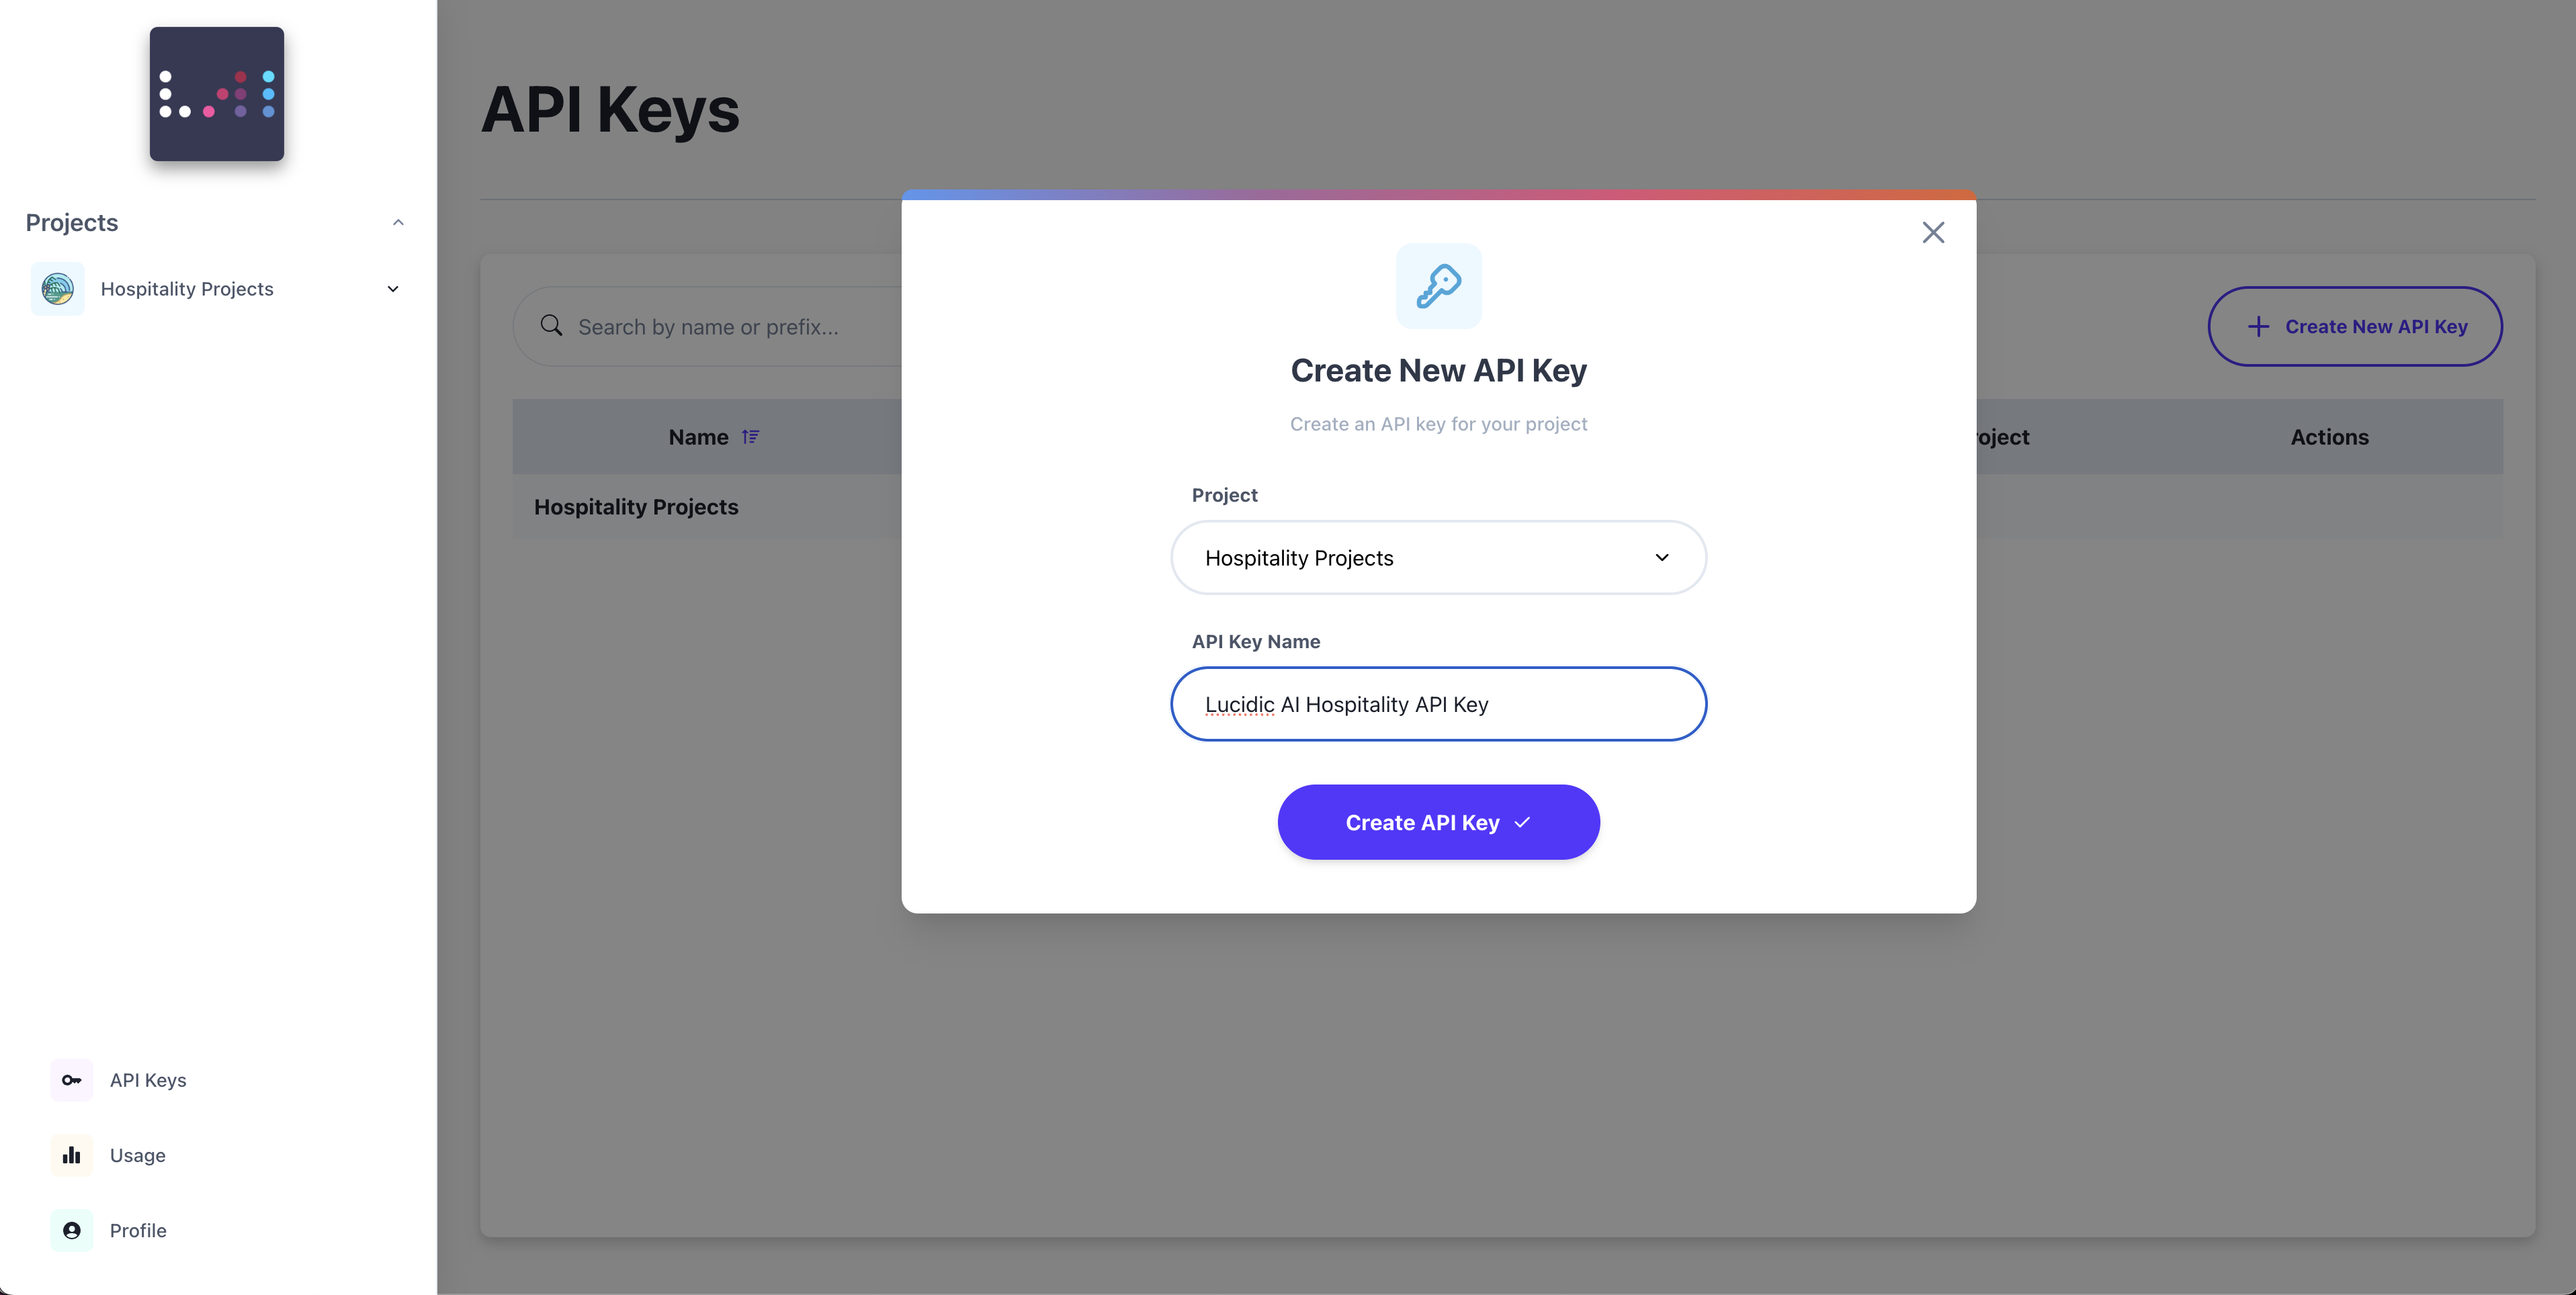 Projects
Hospitality Projects
API Keys
Usage
Profile
API Keys
Search by name or prefix...
Create New API Key
Name
oject
Actions
Hospitality Projects
Create New API Key
Create an API key for your project
Project
Hospitality Projects
API Key Name
Lucidic AI Hospitality API Key
Create API Key